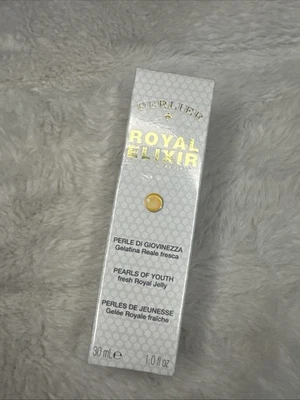 PERLIER
ROYAL
ELIXIR
PERLE DI GIOVINEZZA
Gelatina Reale fresca
PEARLS OF YOUTH
fresh Royal Jelly
PERLES DE JEUNESSE
Gelée Royale fraîche
30 mL e 1.0 fl oz